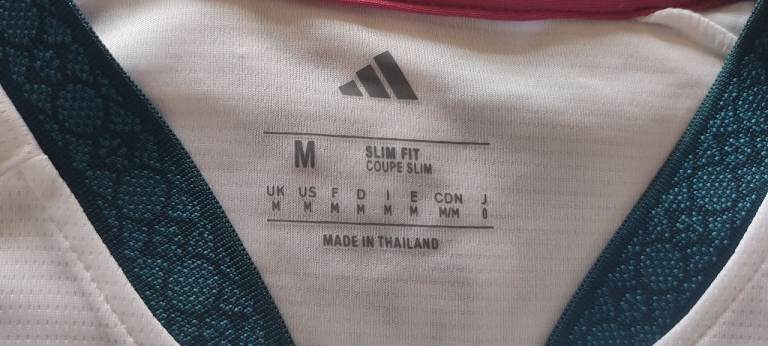 M SLIM FIT
COUPE SLIM
UK US F D I E CDN J
M M M M M M M/M O
MADE IN THAILAND